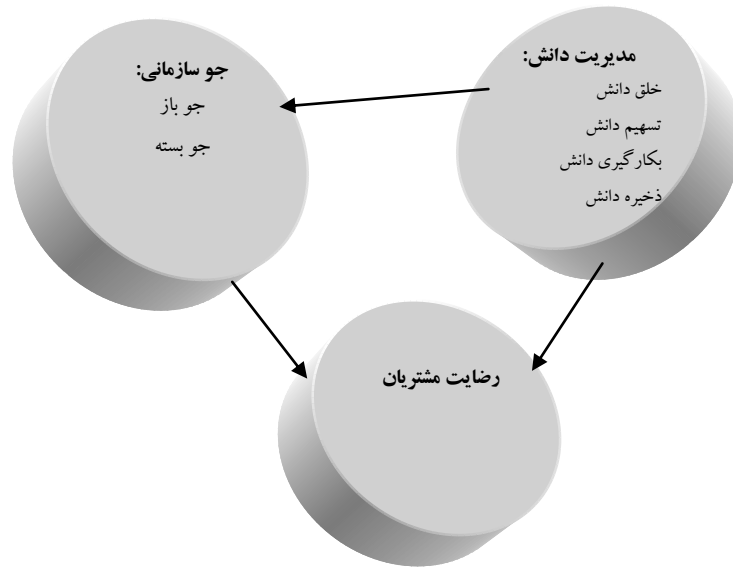 مدیریت دانش:
خلق دانش
تسهیم دانش
بکارگیری دانش
ذخیره دانش
جو سازمانی:
جو باز
جو بسته
رضایت مشتریان